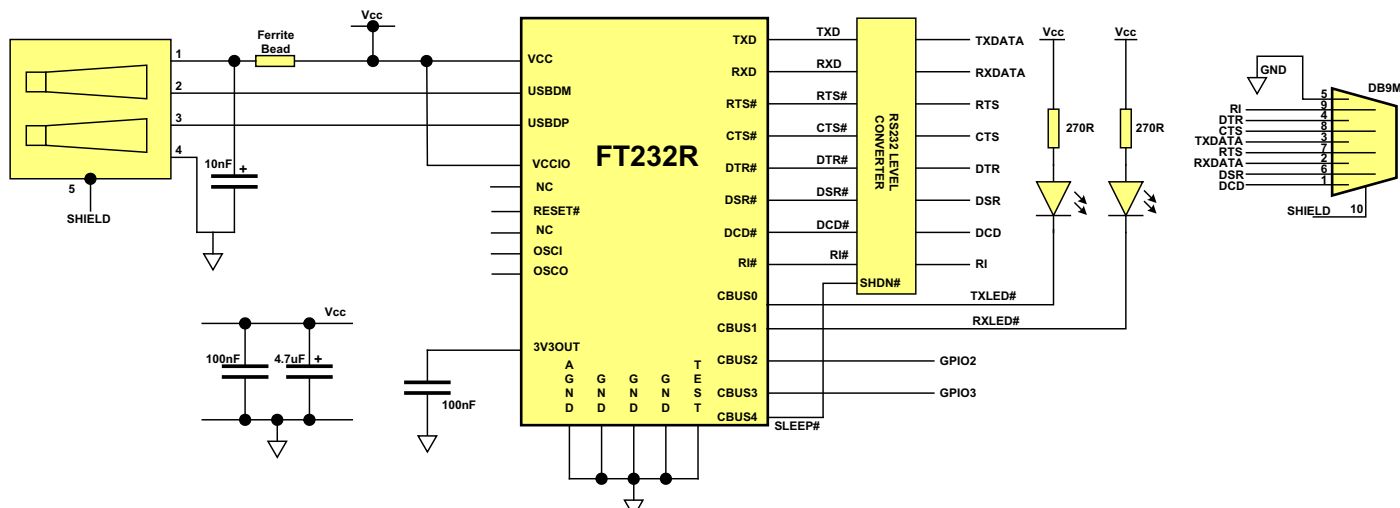 Vcc
Ferrite
Bead
1
2
3
4
5
SHIELD
10nF
+
Vcc
100nF
4.7uF
+
100nF
FT232R
VCC
USBDM
USBDP
VCCIO
NC
RESET#
NC
OSCI
OSCO
3V3OUT
AGND
GND
GND
GND
TEST
TXD
RXD
RTS#
CTS#
DTR#
DSR#
DCD#
RI#
CBUS0
CBUS1
CBUS2
CBUS3
CBUS4
TXD
RXD
RTS#
CTS#
DTR#
DSR#
DCD#
RI#
SLEEP#
RS232 LEVEL
CONVERTER
SHDN#
TXDATA
RXDATA
RTS
CTS
DTR
DSR
DCD
RI
TXLED#
RXLED#
GPIO2
GPIO3
Vcc
Vcc
270R
270R
GND
DB9M
RI
DTR
CTS
TXDATA
RTS
RXDATA
DSR
DCD
5
9
4
8
3
7
2
6
1
SHIELD
10